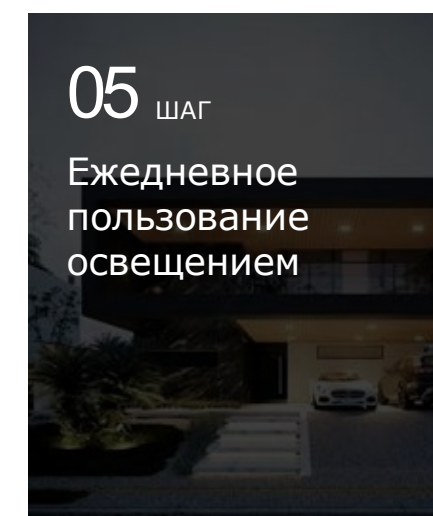 05 ШАГ
Ежедневное
пользование
освещением